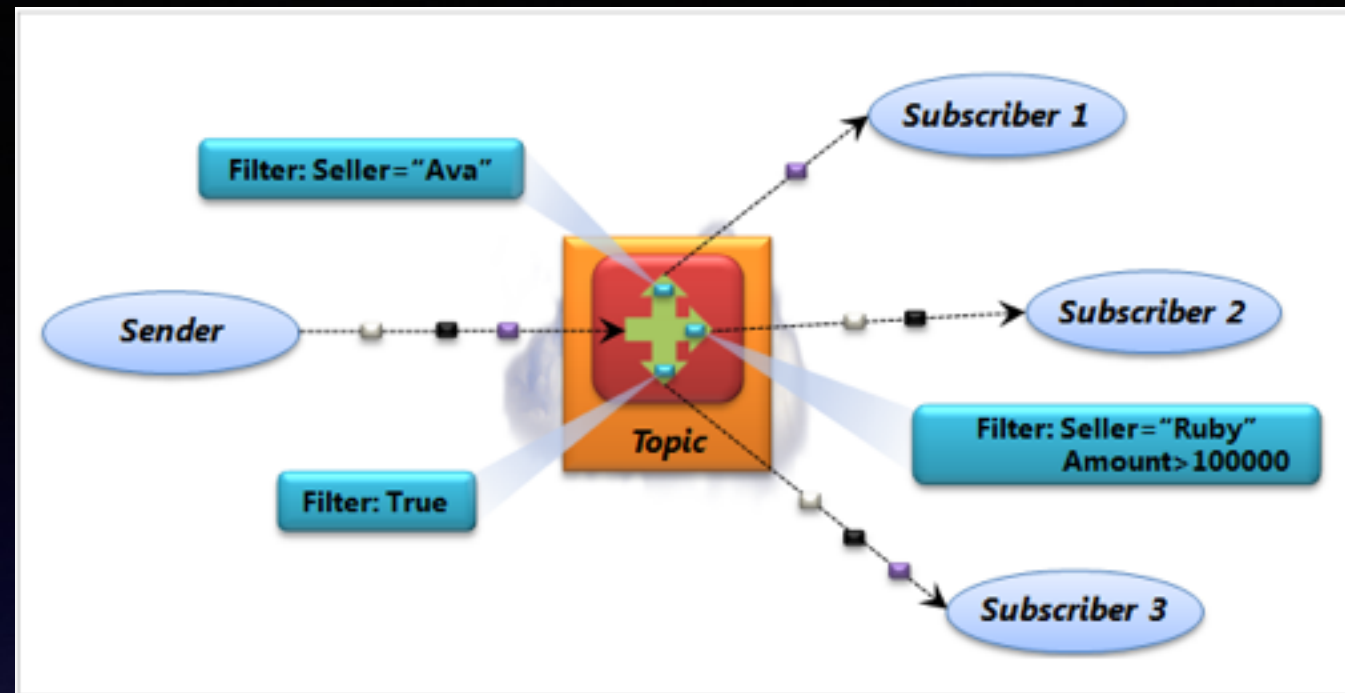 Subscriber 1
Filter: Seller=“Ava”
Sender
Subscriber 2
Topic
Filter: Seller=“Ruby”
Amount>100000
Filter: True
Subscriber 3